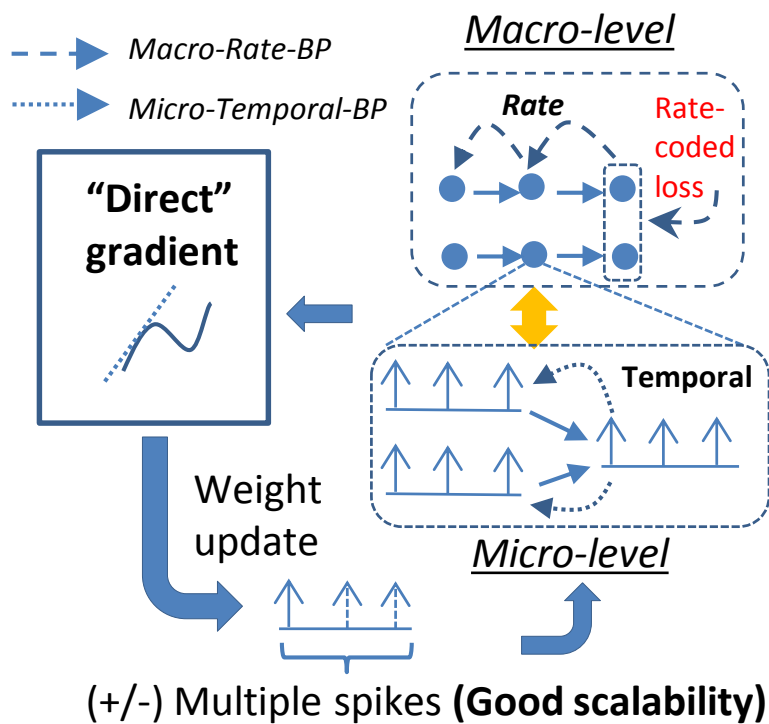 Macro-level
Macro-Rate-BP
Micro-Temporal-BP
Rate
Rate-
coded
loss
“Direct”
gradient
Temporal
Weight
update
Micro-level
(+/-) Multiple spikes (Good scalability)